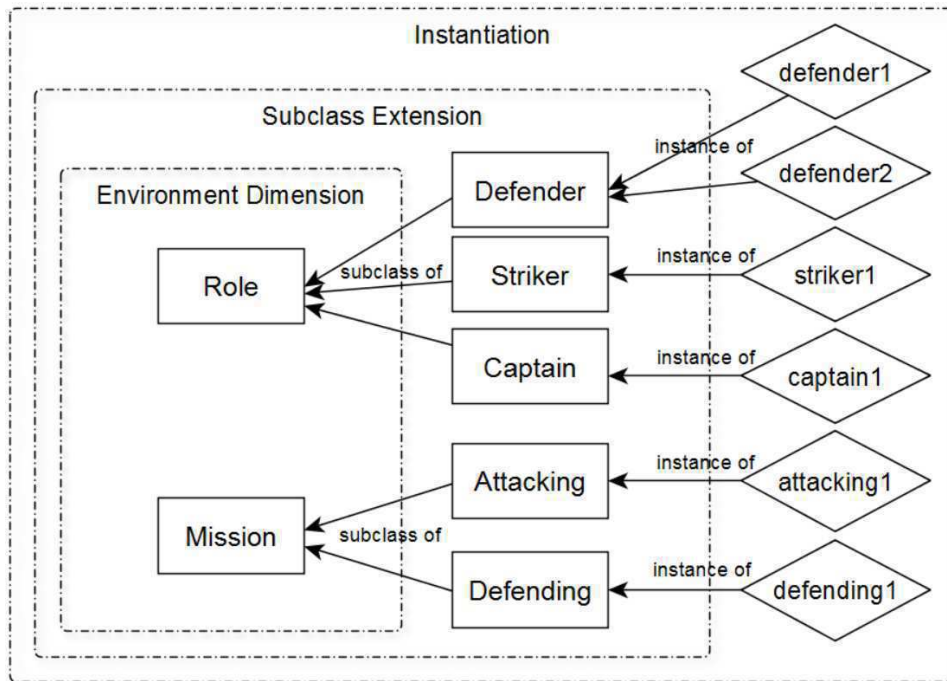 Instantiation
defender1
Subclass Extension
instance of
Environment Dimension
Defender
defender2
Role
subclass of
Striker
instance of
striker1
Captain
instance of
captain1
Attacking
instance of
attacking1
Mission
subclass of
Defending
instance of
defending1